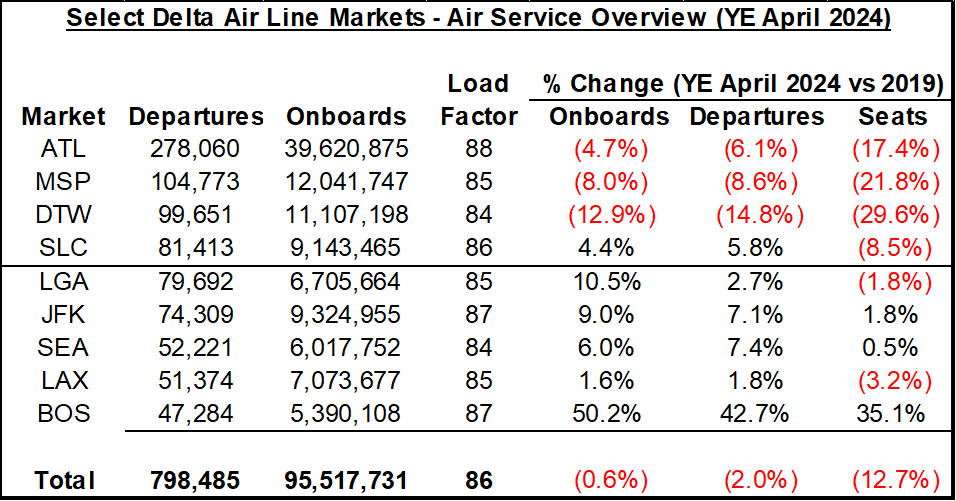 Select Delta Air Line Markets - Air Service Overview (YE April 2024)
Load % Change (YE April 2024 vs 2019)
Market Departures Onboards Factor Onboards Departures Seats
ATL 278,060 39,620,875 88 (4.7%) (6.1%) (17.4%)
MSP 104,773 12,041,747 85 (8.0%) (8.6%) (21.8%)
DTW 99,651 11,107,198 84 (12.9%) (14.8%) (29.6%)
SLC 81,413 9,143,465 86 4.4% 5.8% (8.5%)
LGA 79,692 6,705,664 85 10.5% 2.7% (1.8%)
JFK 74,309 9,324,955 87 9.0% 7.1% 1.8%
SEA 52,221 6,017,752 84 6.0% 7.4% 0.5%
LAX 51,374 7,073,677 85 1.6% 1.8% (3.2%)
BOS 47,284 5,390,108 87 50.2% 42.7% 35.1%
Total 798,485 95,517,731 86 (0.6%) (2.0%) (12.7%)